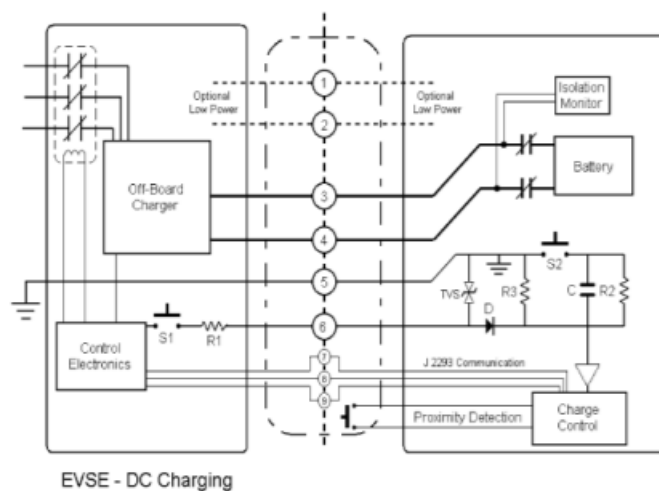 Optional
Low Power
1
Optional
Low Power
2
Isolation
Monitor
Battery
Off-Board
Charger
3
4
5
S2
TVS
R3
C
R2
D
6
S1
R1
Control
Electronics
7
8
9
J 2293 Communication
Proximity Detection
Charge
Control
EVSE - DC Charging